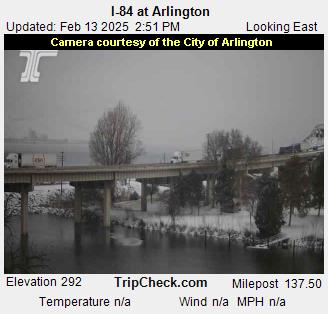 I-84 at Arlington
Updated: Feb 13 2025 2:51 PM Looking East
Camera courtesy of the City of Arlington
Elevation 292 TripCheck.com Milepost 137.50
Temperature n/a Wind n/a MPH n/a